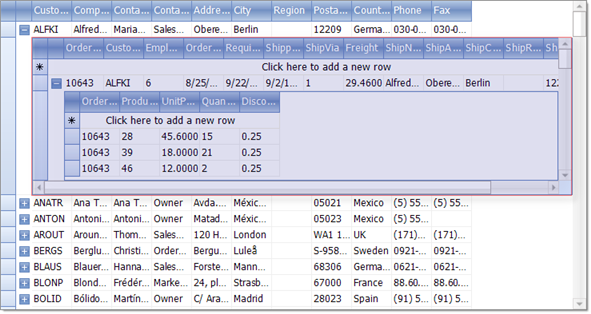 Custo... Comp... Conta... Conta... Addre... City Region Posta... Count... Phone Fax
ALFKI Alfred... Maria... Sales... Obere... Berlin 12209 Germa... 030-0... 030-0...
Order... Custo... Empl... Order... Requi... Shipp... ShipVia Freight ShipN... ShipA... ShipC... ShipR... Shi
Click here to add a new row
10643 ALFKI 6 8/25/... 9/22/... 9/2/1... 1 29.4600 Alfred... Obere... Berlin 122
Order... Produ... UnitP... Quan... Disco...
Click here to add a new row
10643 28 45.6000 15 0.25
10643 39 18.0000 21 0.25
10643 46 12.0000 2 0.25
ANATR Ana T... Ana T... Owner Avda.... Méxic... 05021 Mexico (5) 55... (5) 55...
ANTON Antoni... Antoni... Owner Matad... Méxic... 05023 Mexico (5) 55...
AROUT Aroun... Thom... Sales... 120 H... London WA1 1... UK (171)... (171)...
BERGS Berglu... Christi... Order... Bergu... Luleå S-958... Sweden 0921-... 0921-...
BLAUS Blauer... Hanna... Sales... Forste... Mann... 68306 Germa... 0621-... 0621-...
BLONP Blond... Frédér... Marke... 24, pl... Strasb... 67000 France 88.60.... 88.60....
BOLID Bólido... Martín... Owner C/ Ara... Madrid 28023 Spain (91) 5... (91) 5...